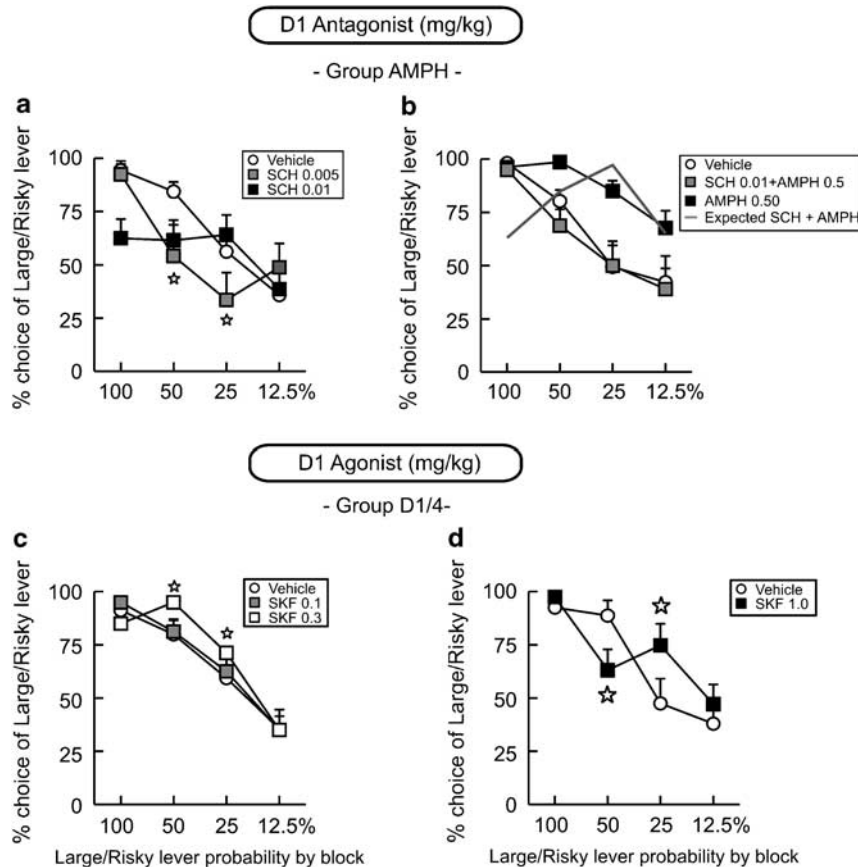 D1 Antagonist (mg/kg)
- Group AMPH -
a
% choice of Large/Risky lever
100
75
50
25
0
100 50 25 12.5%
Vehicle
SCH 0.005
SCH 0.01
b
% choice of Large/Risky lever
100
75
50
25
0
100 50 25 12.5%
Vehicle
SCH 0.01+AMPH 0.5
AMPH 0.50
Expected SCH + AMPH
D1 Agonist (mg/kg)
- Group D1/4-
c
% choice of Large/Risky lever
100
75
50
25
0
100 50 25 12.5%
Large/Risky lever probability by block
Vehicle
SKF 0.1
SKF 0.3
d
% choice of Large/Risky lever
100
75
50
25
0
100 50 25 12.5%
Large/Risky lever probability by block
Vehicle
SKF 1.0